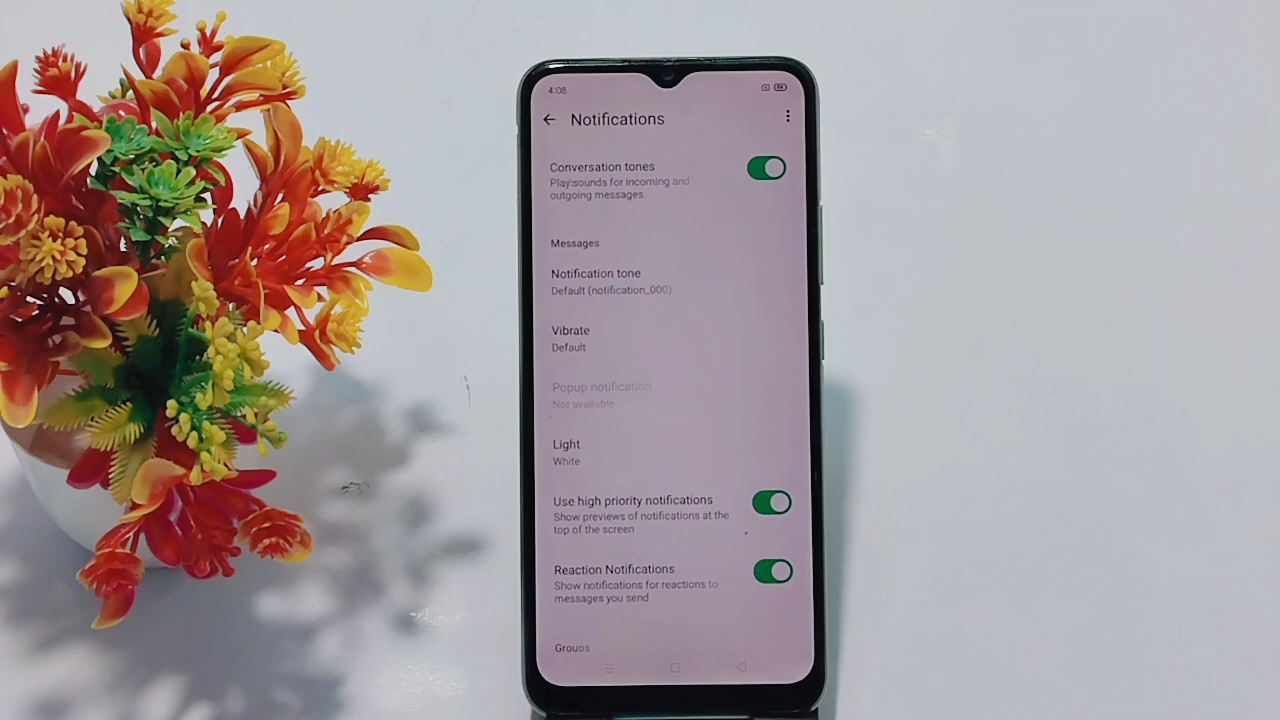 4:08
Notifications
Conversation tones
Play sounds for incoming and
outgoing messages.
Messages
Notification tone
Default (notification_000)
Vibrate
Default
Popup notification
Not available
Light
White
Use high priority notifications
Show previews of notifications at the
top of the screen
Reaction Notifications
Show notifications for reactions to
messages you send
Groups